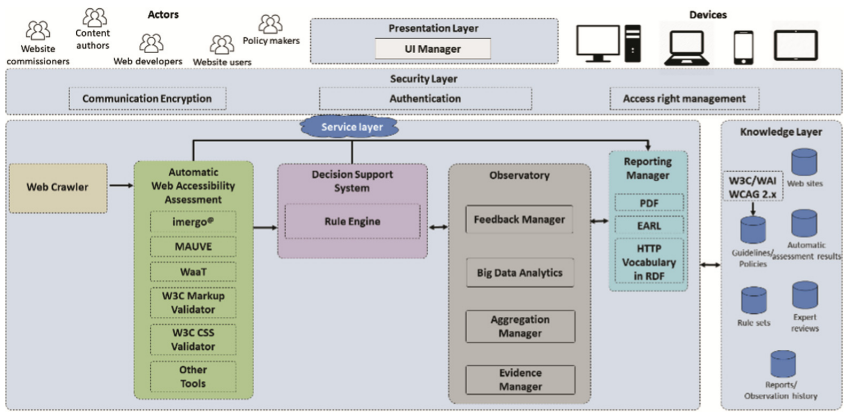 Actors
Website
commissioners
Content
authors
Web developers
Website users
Policy makers
Presentation Layer
UI Manager
Devices
Security Layer
Communication Encryption
Authentication
Access right management
Service layer
Web Crawler
Automatic
Web Accessibility
Assessment
imergo®
MAUVE
WaaT
W3C Markup
Validator
W3C CSS
Validator
Other
Tools
Decision Support
System
Rule Engine
Observatory
Feedback Manager
Big Data Analytics
Aggregation
Manager
Evidence
Manager
Reporting
Manager
PDF
EARL
HTTP
Vocabulary
in RDF
Knowledge Layer
Web sites
W3C/WAI
WCAG 2.x
Guidelines/
Policies
Automatic
assessment results
Rule sets
Expert
reviews
Reports/
Observation history